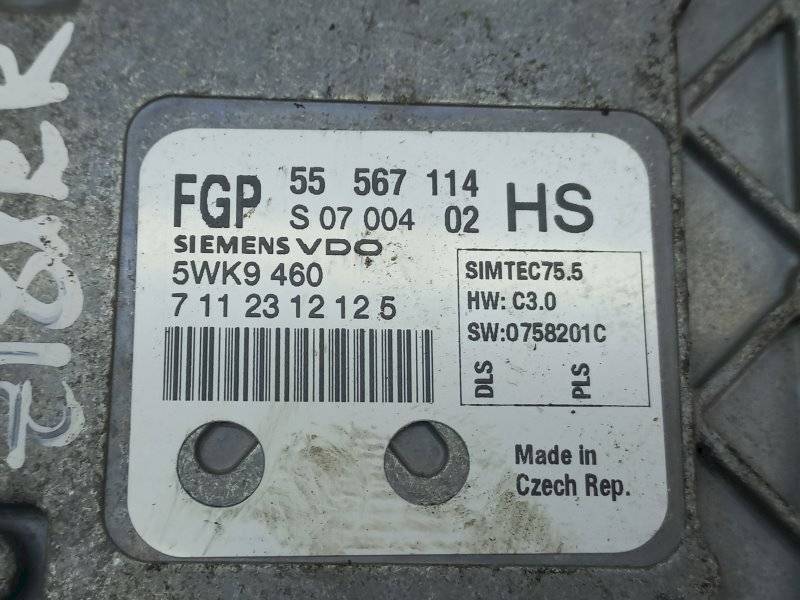 FGP 55 567 114 HS
S 07 004 02
SIEMENS VDO
5WK9 460
7 11 23 12 12 5
SIMTEC75.5
HW: C3.0
SW:0758201C
DLS
PLS
Made in
Czech Rep.